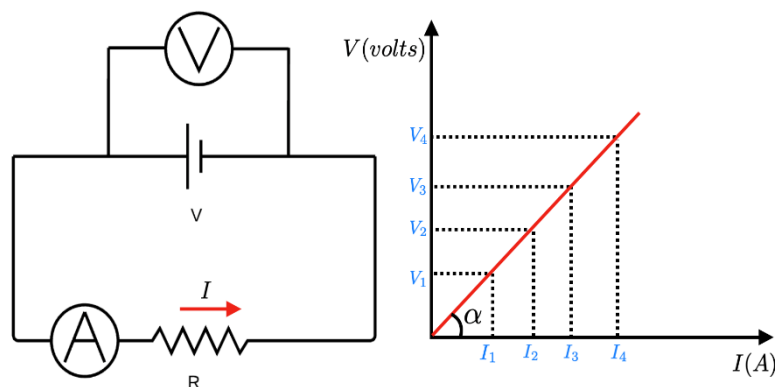 V
V
I
A
R
V(volts)
V₄
V₃
V₂
V₁
α
I₁ I₂ I₃ I₄
I(A)